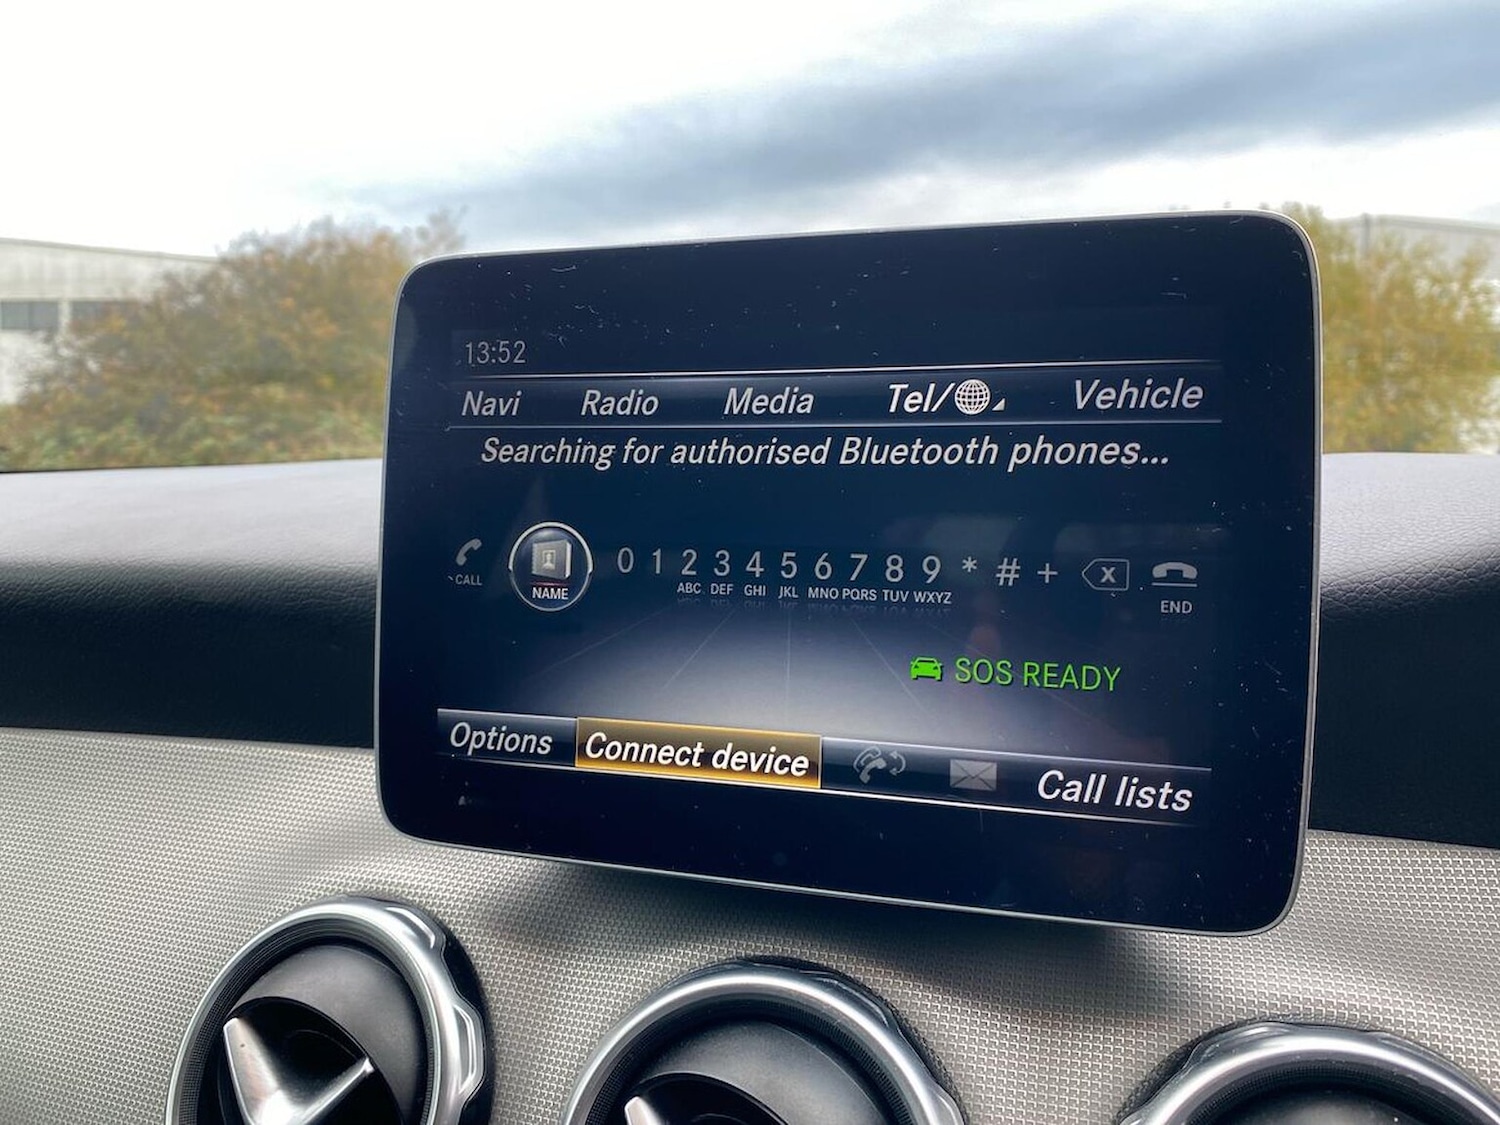 13:52
Navi Radio Media Tel/ Vehicle
Searching for authorised Bluetooth phones...
0 1 2 3 4 5 6 7 8 9 * # +
CALL NAME ABC DEF GHI JKL MNO PQRS TUV WXYZ X END
SOS READY
Options Connect device Call lists